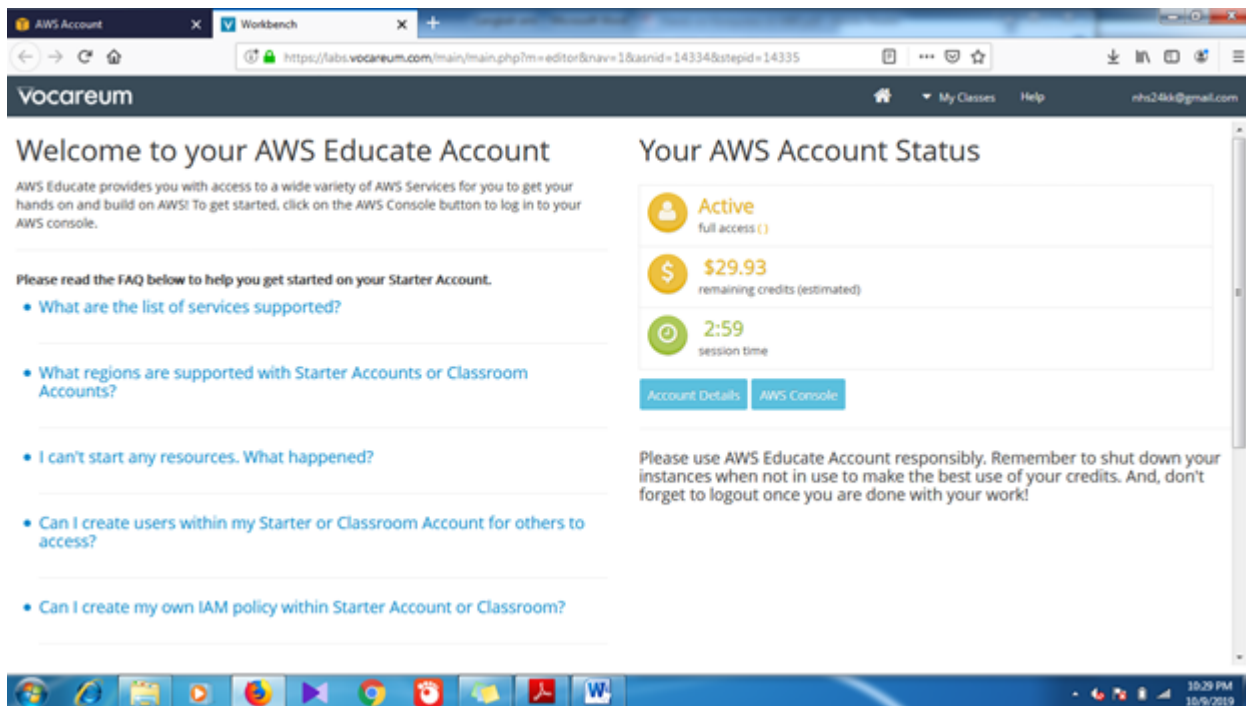 AWS Account
Workbench
https://labs.vocareum.com/main/main.php?m=editor&nav=1&asnid=14334&stepid=14335
vocareum
My Classes
Help
nhs24kk@gmail.com
Welcome to your AWS Educate Account
AWS Educate provides you with access to a wide variety of AWS Services for you to get your
hands on and build on AWS! To get started, click on the AWS Console button to log in to your
AWS console.
Please read the FAQ below to help you get started on your Starter Account.
What are the list of services supported?
What regions are supported with Starter Accounts or Classroom
Accounts?
I can't start any resources. What happened?
Can I create users within my Starter or Classroom Account for others to
access?
Can I create my own IAM policy within Starter Account or Classroom?
Your AWS Account Status
Active
full access ( )
$29.93
remaining credits (estimated)
2:59
session time
Account Details
AWS Console
Please use AWS Educate Account responsibly. Remember to shut down your
instances when not in use to make the best use of your credits. And, don't
forget to logout once you are done with your work!
10:29 PM
10/9/2019